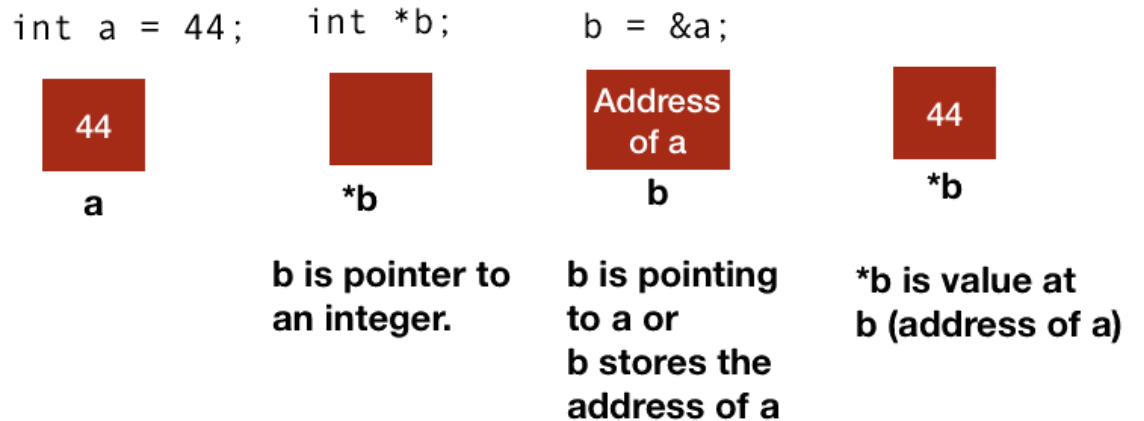 int a = 44;
int *b;
b = &a;
44
a
*b
b is pointer to
an integer.
Address
of a
b
b is pointing
to a or
b stores the
address of a
44
*b
*b is value at
b (address of a)